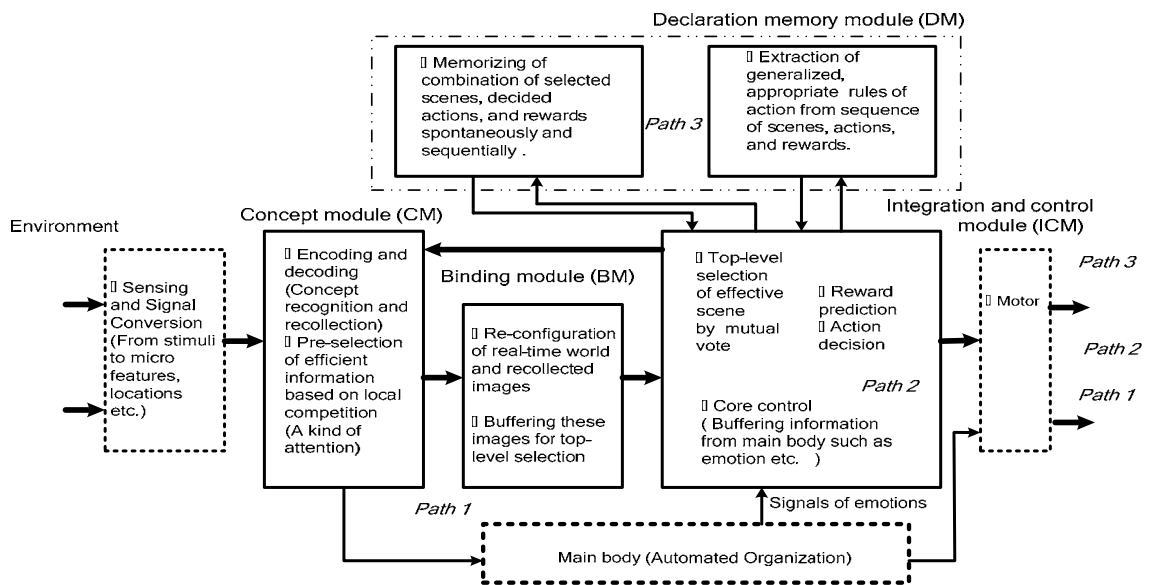 Declaration memory module (DM)
▯ Memorizing of
combination of selected
scenes, decided
actions, and rewards
spontaneously and
sequentially .
Path 3
▯ Extraction of
generalized,
appropriate rules of
action from sequence
of scenes, actions,
and rewards.
Environment
Concept module (CM)
Integration and control
module (ICM)
▯ Sensing
and Signal
Conversion
(From stimuli
to micro
features,
locations
etc.)
▯ Encoding and
decoding
(Concept
recognition and
recollection)
▯ Pre-selection
of efficient
information
based on local
competition
(A kind of
attention)
Binding module (BM)
▯ Re-configuration
of real-time world
and recollected
images
▯ Buffering these
images for top-
level selection
▯ Top-level
selection
of effective
scene
by mutual
vote
▯ Reward
prediction
▯ Action
decision
Path 2
▯ Core control
( Buffering information
from main body such as
emotion etc. )
▯ Motor
Path 3
Path 2
Path 1
Path 1
Signals of emotions
Main body (Automated Organization)